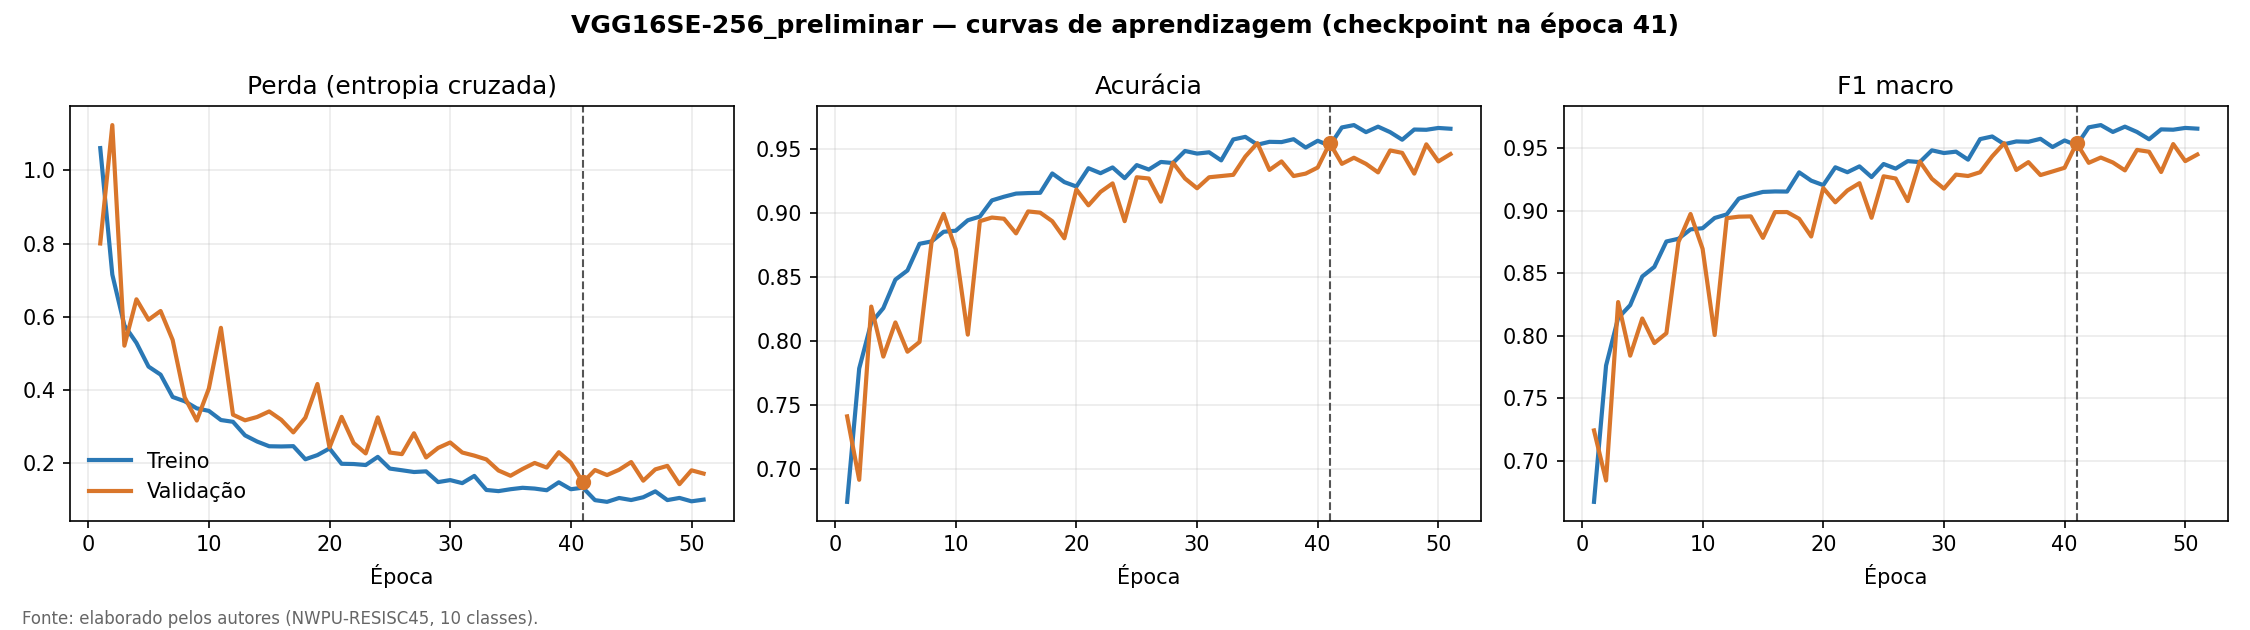 VGG16SE-256_preliminar — curvas de aprendizagem (checkpoint na época 41)
Perda (entropia cruzada)
1.0
0.8
0.6
0.4
0.2
Treino
Validação
0 10 20 30 40 50
Época
Acurácia
0.95
0.90
0.85
0.80
0.75
0.70
0 10 20 30 40 50
Época
F1 macro
0.95
0.90
0.85
0.80
0.75
0.70
0 10 20 30 40 50
Época
Fonte: elaborado pelos autores (NWPU-RESISC45, 10 classes).